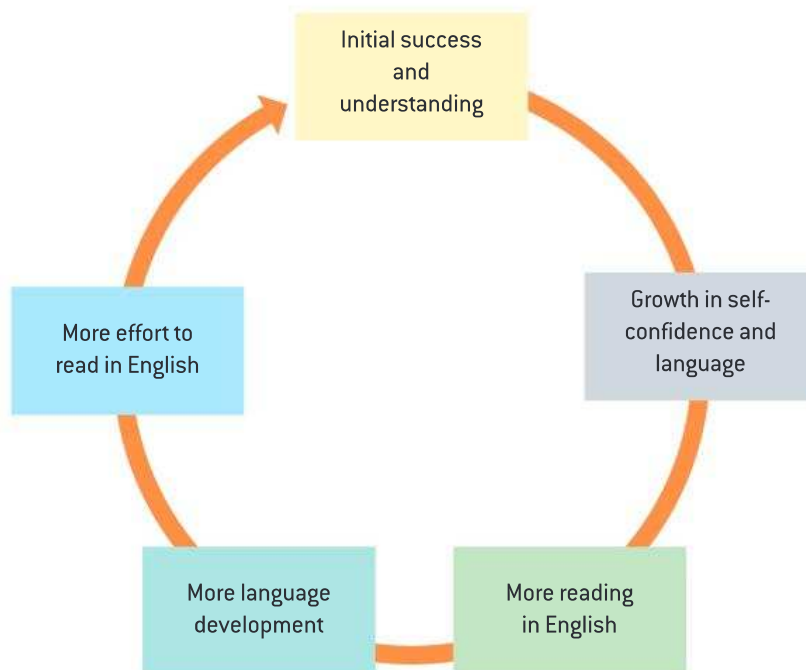 Initial success
and
understanding
Growth in self-
confidence and
language
More reading
in English
More language
development
More effort to
read in English